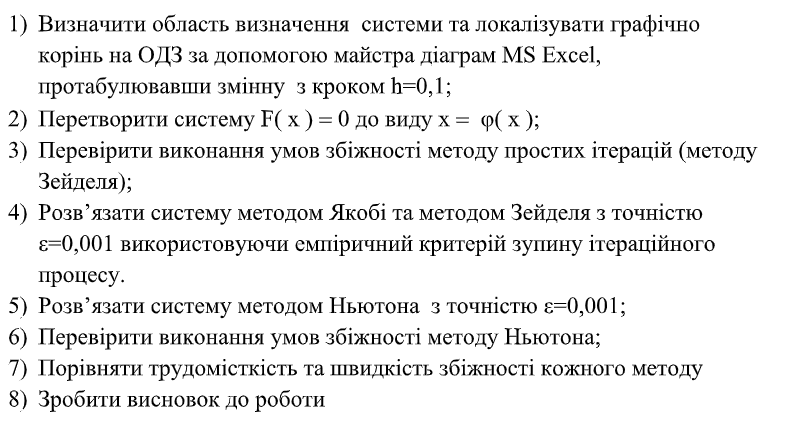 1) Визначити область визначення системи та локалізувати графічно
корінь на ОДЗ за допомогою майстра діаграм MS Excel,
протабулювавши змінну з кроком h=0,1;
2) Перетворити систему F( x ) = 0 до виду x = φ( x );
3) Перевірити виконання умов збіжності методу простих ітерацій (методу
Зейделя);
4) Розв’язати систему методом Якобі та методом Зейделя з точністю
ε=0,001 використовуючи емпіричний критерій зупину ітераційного
процесу.
5) Розв’язати систему методом Ньютона з точністю ε=0,001;
6) Перевірити виконання умов збіжності методу Ньютона;
7) Порівняти трудомісткість та швидкість збіжності кожного методу
8) Зробити висновок до роботи